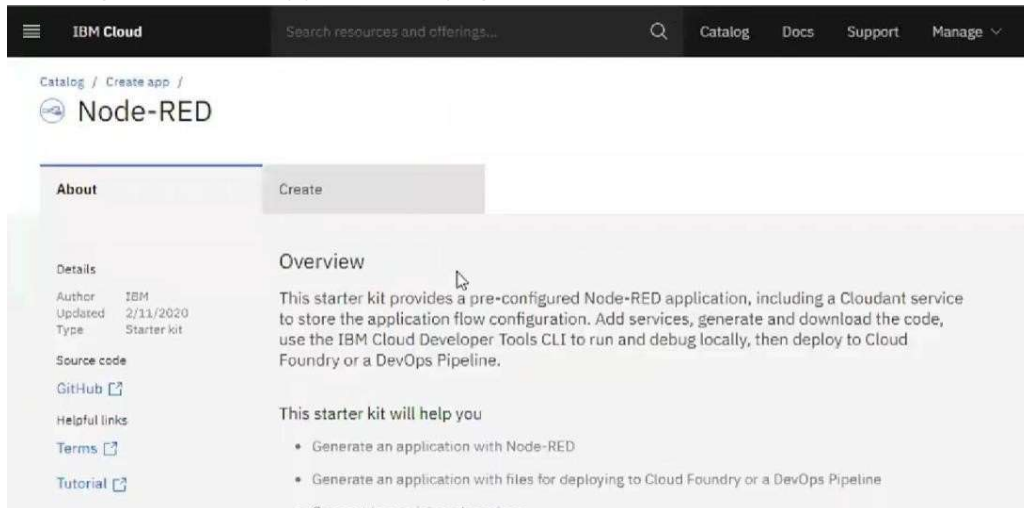 IBM Cloud
Search resources and offerings...
Catalog
Docs
Support
Manage
Catalog / Create app /
Node-RED
About
Create
Details
Author IBM
Updated 2/11/2020
Type Starter kit
Source code
GitHub
Helpful links
Terms
Tutorial
Overview
This starter kit provides a pre-configured Node-RED application, including a Cloudant service
to store the application flow configuration. Add services, generate and download the code,
use the IBM Cloud Developer Tools CLI to run and debug locally, then deploy to Cloud
Foundry or a DevOps Pipeline.
This starter kit will help you
• Generate an application with Node-RED
• Generate an application with files for deploying to Cloud Foundry or a DevOps Pipeline